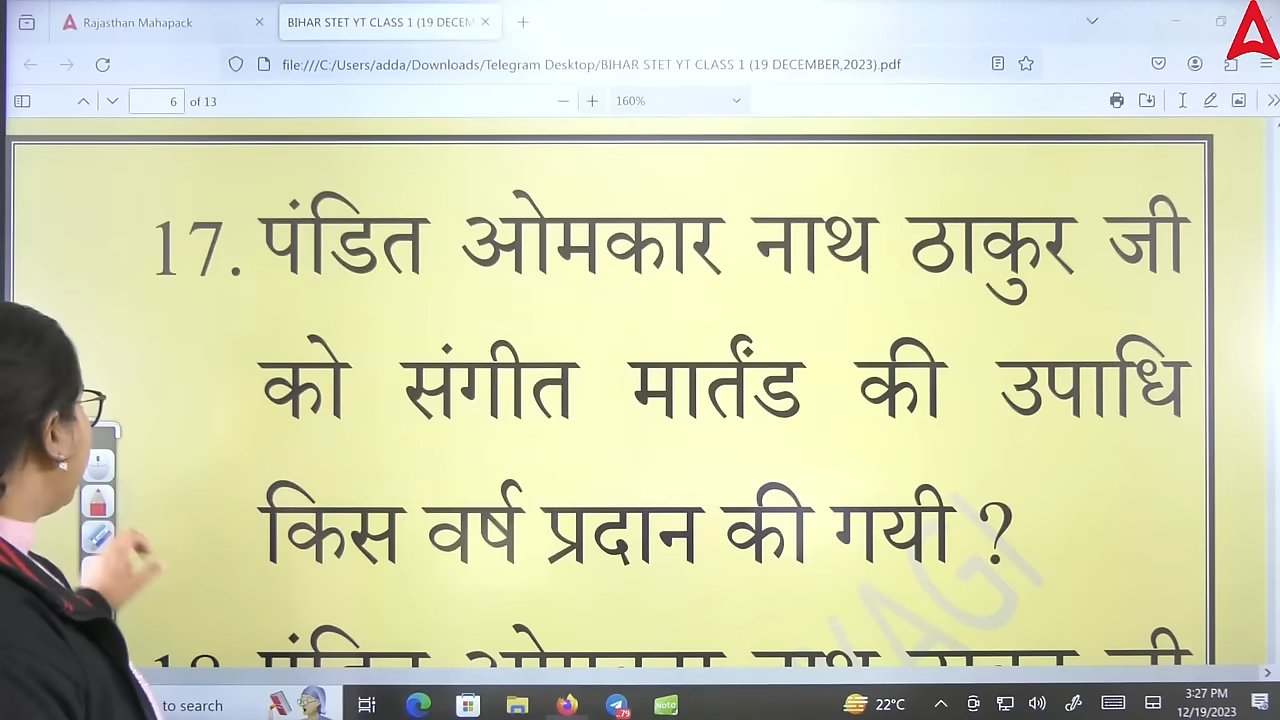 Rajasthan Mahapack
BIHAR STET YT CLASS 1 (19 DECEM
file:///C:/Users/adda/Downloads/Telegram Desktop/BIHAR STET YT CLASS 1 (19 DECEMBER,2023).pdf
6 of 13
160%
17. पंडित ओमकार नाथ ठाकुर जी
को संगीत मार्तंड की उपाधि
किस वर्ष प्रदान की गयी ?
to search
.79
Note
22°C
3:27 PM
12/19/2023